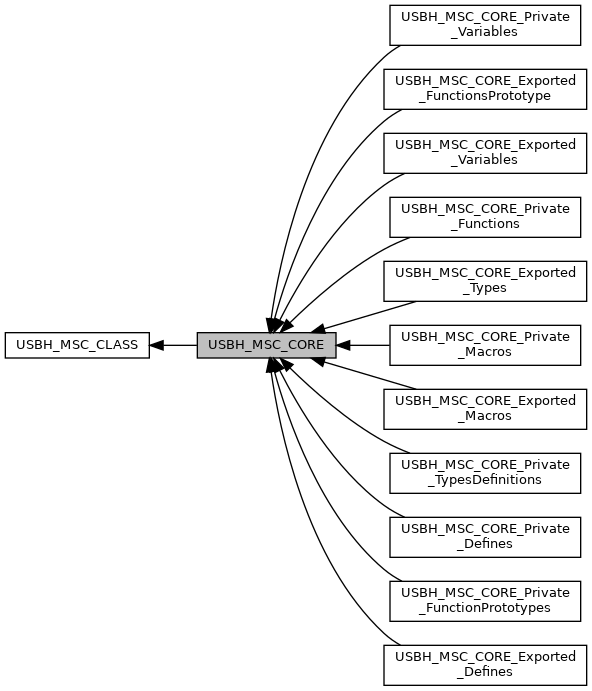 USBH_MSC_CORE_Private
_Variables
USBH_MSC_CORE_Exported
_FunctionsPrototype
USBH_MSC_CORE_Exported
_Variables
USBH_MSC_CORE_Private
_Functions
USBH_MSC_CORE_Exported
_Types
USBH_MSC_CLASS
USBH_MSC_CORE
USBH_MSC_CORE_Private
_Macros
USBH_MSC_CORE_Exported
_Macros
USBH_MSC_CORE_Private
_TypesDefinitions
USBH_MSC_CORE_Private
_Defines
USBH_MSC_CORE_Private
_FunctionPrototypes
USBH_MSC_CORE_Exported
_Defines